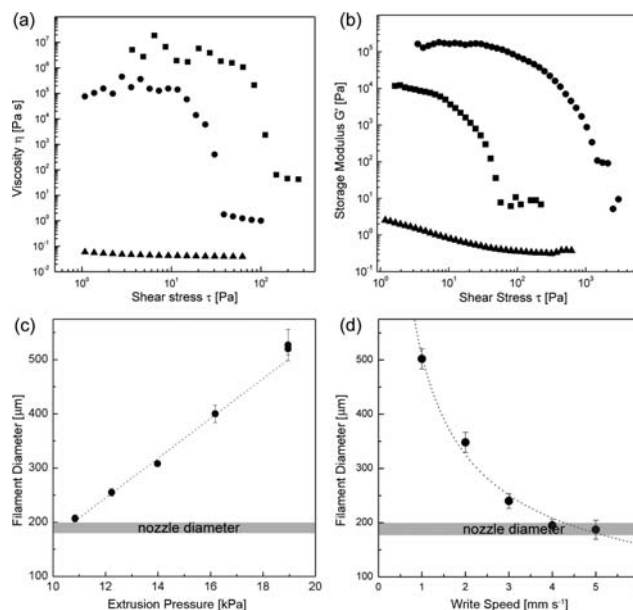 (a)
10⁷
10⁶
10⁵
10⁴
10³
10²
10¹
10⁰
10⁻¹
10⁻²
Viscosity η [Pa s]
10⁰ 10¹ 10²
Shear stress τ [Pa]
(b)
10⁵
10⁴
10³
10²
10¹
10⁰
10⁻¹
Storage Modulus G' [Pa]
10⁰ 10¹ 10² 10³
Shear Stress τ [Pa]
(c)
500
400
300
200
100
Filament Diameter [µm]
nozzle diameter
10 12 14 16 18 20
Extrusion Pressure [kPa]
(d)
500
400
300
200
100
Filament Diameter [µm]
nozzle diameter
0 1 2 3 4 5 6
Write Speed [mm s⁻¹]